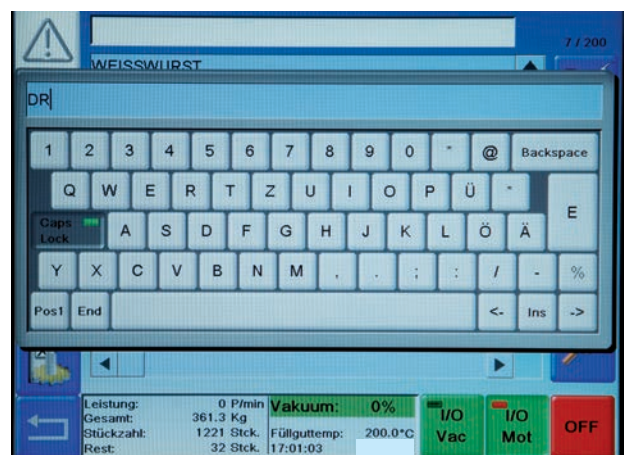 7 / 200
WEISSWURST
DR
1 2 3 4 5 6 7 8 9 0 @ Backspace
Q W E R T Z U I O P Ü
E
Caps Lock A S D F G H J K L Ö Ä
Y X C V B N M , . ; : / - %
Pos1 End <- Ins ->
Leistung: 0 P/min
Gesamt: 361.3 Kg
Stückzahl: 1221 Stck.
Rest: 32 Stck.
Vakuum: 0%
Füllguttemp: 200.0°C
17:01:03
I/O
Vac
I/O
Mot
OFF